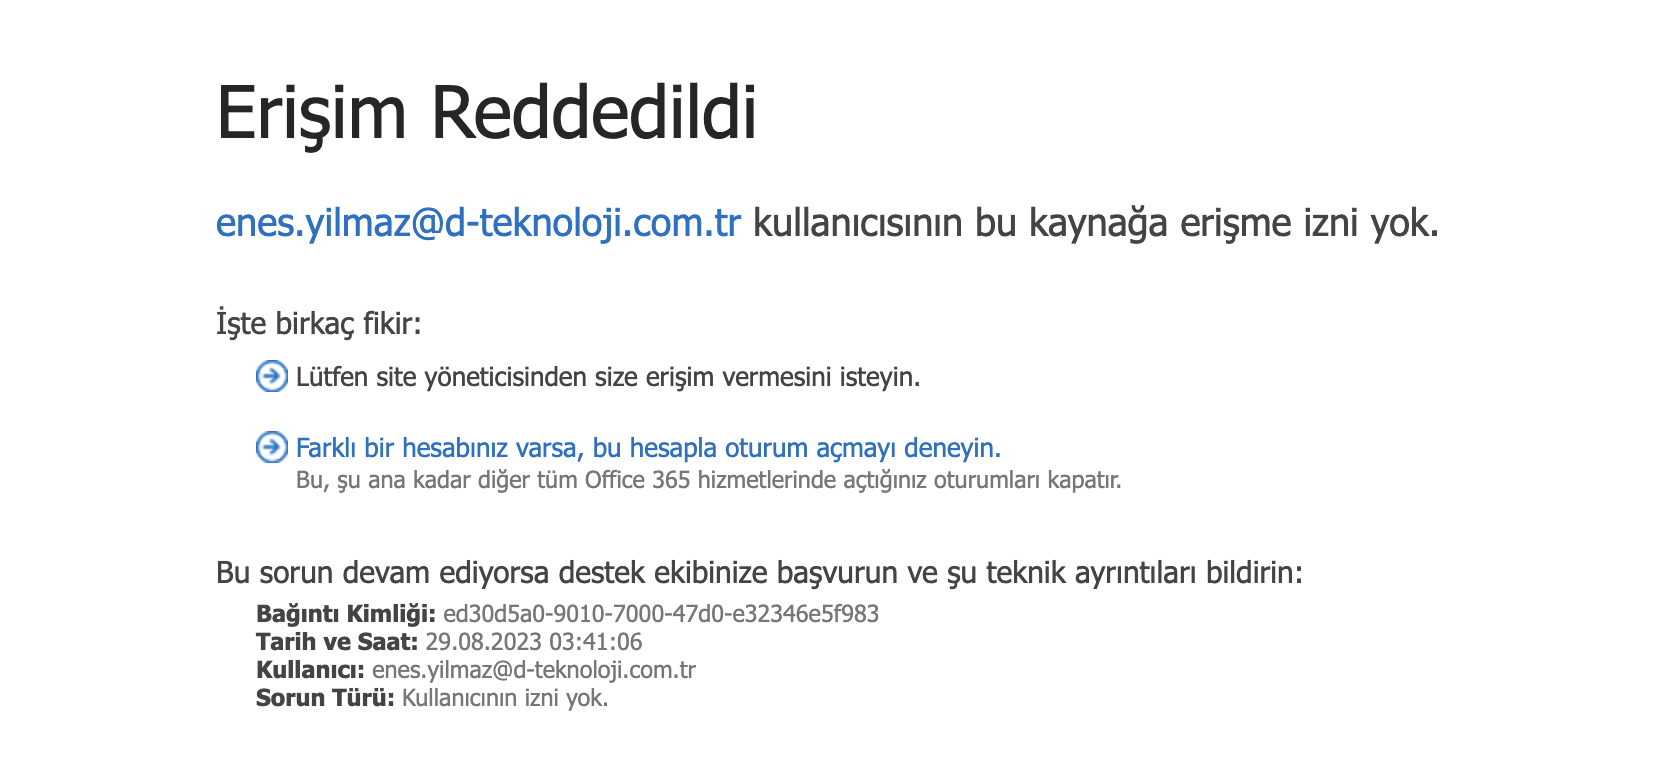 Erişim Reddedildi
enes.yilmaz@d-teknoloji.com.tr kullanıcısının bu kaynağa erişme izni yok.
İşte birkaç fikir:
Lütfen site yöneticisinden size erişim vermesini isteyin.
Farklı bir hesabınız varsa, bu hesapla oturum açmayı deneyin.
Bu, şu ana kadar diğer tüm Office 365 hizmetlerinde açtığınız oturumları kapatır.
Bu sorun devam ediyorsa destek ekibinize başvurun ve şu teknik ayrıntıları bildirin:
Bağıntı Kimliği: ed30d5a0-9010-7000-47d0-e32346e5f983
Tarih ve Saat: 29.08.2023 03:41:06
Kullanıcı: enes.yilmaz@d-teknoloji.com.tr
Sorun Türü: Kullanıcının izni yok.